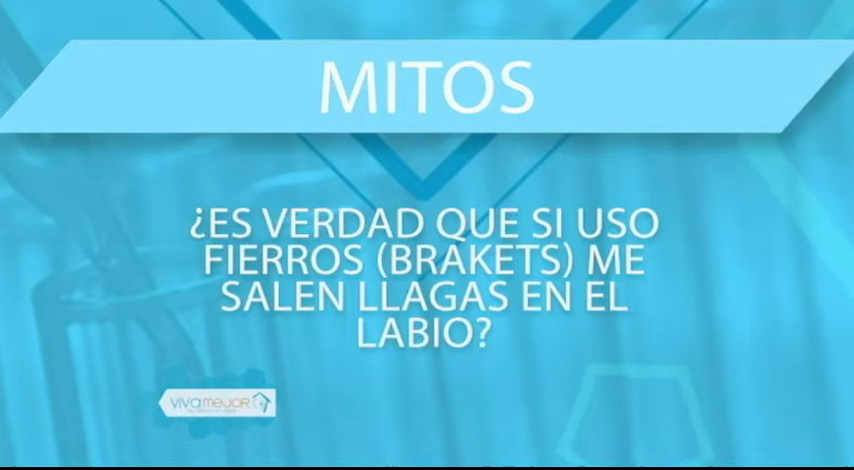 MITOS
¿ES VERDAD QUE SI USO
FIERROS (BRAKETS) ME
SALEN LLAGAS EN EL
LABIO?
vivamejor